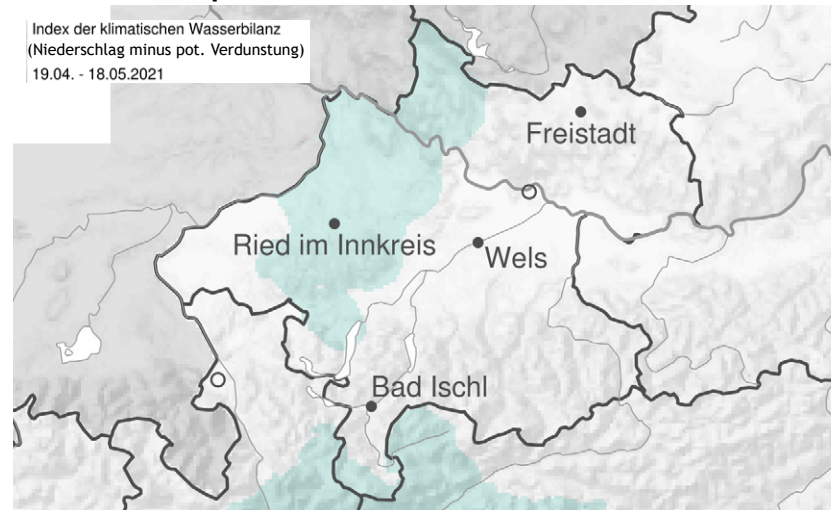 Index der klimatischen Wasserbilanz
(Niederschlag minus pot. Verdunstung)
19.04. - 18.05.2021
Freistadt
Ried im Innkreis
Wels
Bad Ischl